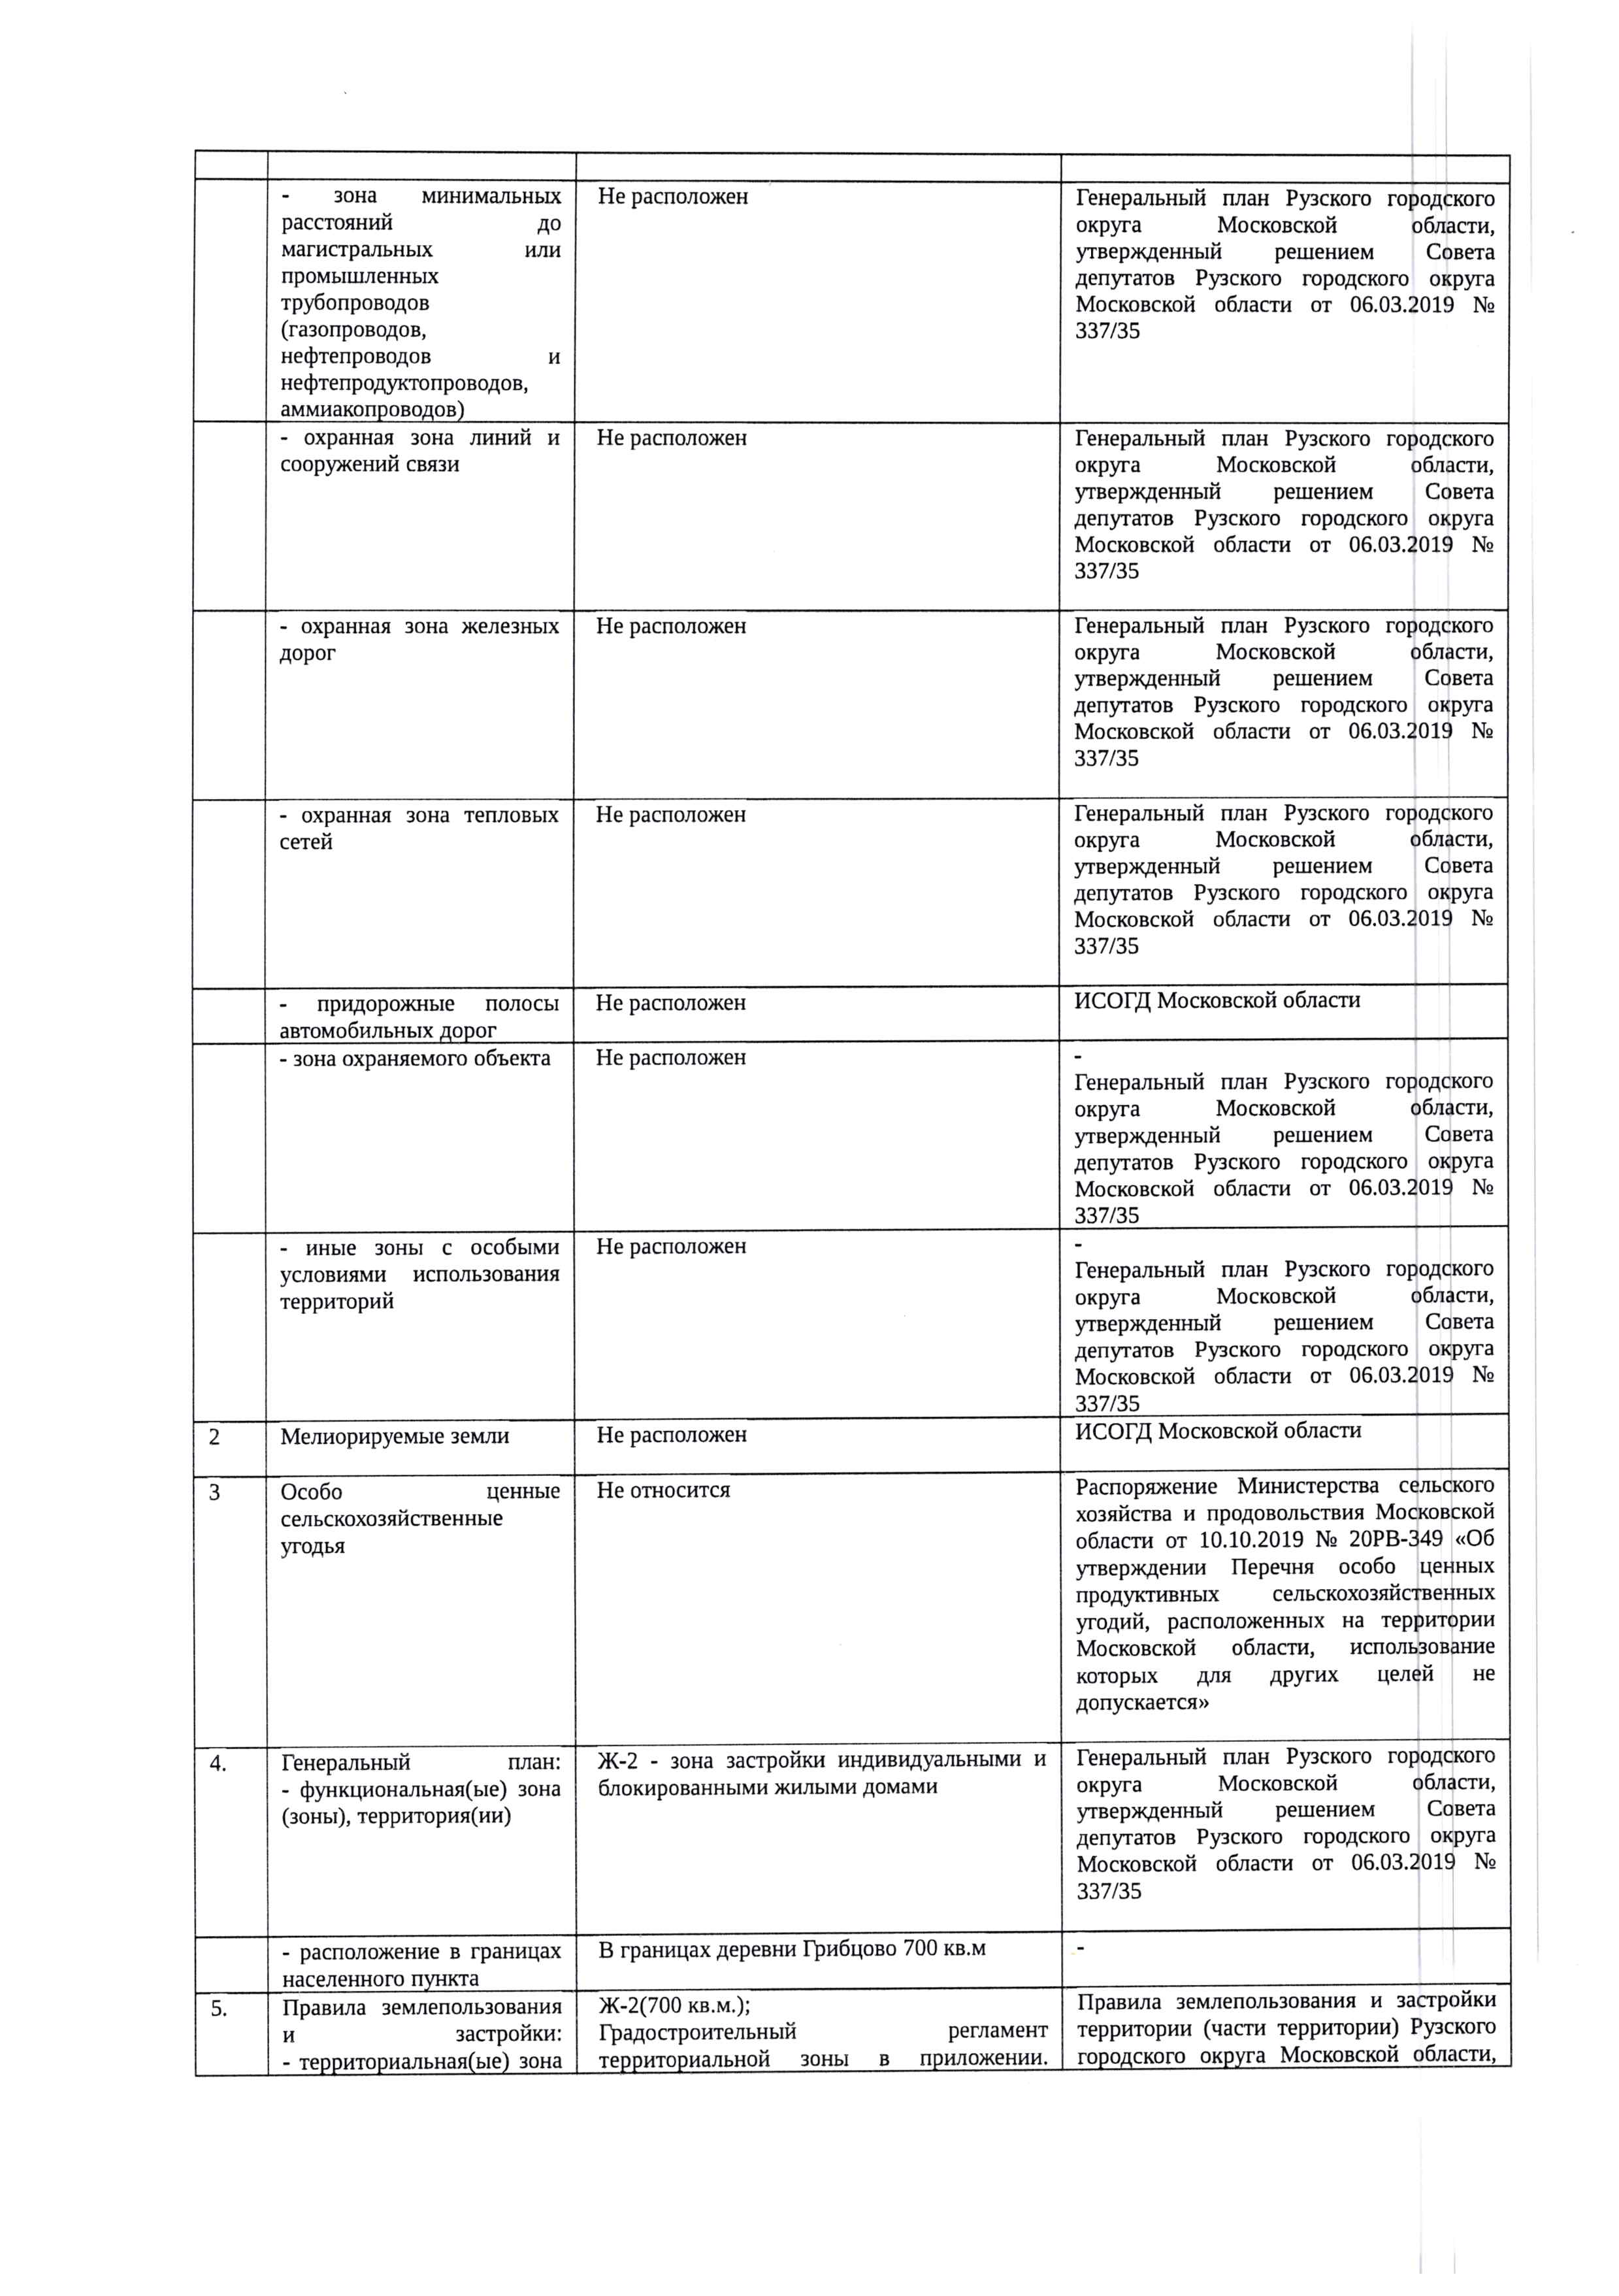 - зона минимальных
расстояний до
магистральных или
промышленных
трубопроводов
(газопроводов,
нефтепроводов и
нефтепродуктопроводов,
аммиакопроводов)
Не расположен
Генеральный план Рузского городского
округа Московской области,
утвержденный решением Совета
депутатов Рузского городского округа
Московской области от 06.03.2019 №
337/35
- охранная зона линий и
сооружений связи
Не расположен
Генеральный план Рузского городского
округа Московской области,
утвержденный решением Совета
депутатов Рузского городского округа
Московской области от 06.03.2019 №
337/35
- охранная зона железных
дорог
Не расположен
Генеральный план Рузского городского
округа Московской области,
утвержденный решением Совета
депутатов Рузского городского округа
Московской области от 06.03.2019 №
337/35
- охранная зона тепловых
сетей
Не расположен
Генеральный план Рузского городского
округа Московской области,
утвержденный решением Совета
депутатов Рузского городского округа
Московской области от 06.03.2019 №
337/35
- придорожные полосы
автомобильных дорог
Не расположен
ИСОГД Московской области
- зона охраняемого объекта
Не расположен
-
Генеральный план Рузского городского
округа Московской области,
утвержденный решением Совета
депутатов Рузского городского округа
Московской области от 06.03.2019 №
337/35
- иные зоны с особыми
условиями использования
территорий
Не расположен
-
Генеральный план Рузского городского
округа Московской области,
утвержденный решением Совета
депутатов Рузского городского округа
Московской области от 06.03.2019 №
337/35
2
Мелиорируемые земли
Не расположен
ИСОГД Московской области
3
Особо ценные
сельскохозяйственные
угодья
Не относится
Распоряжение Министерства сельского
хозяйства и продовольствия Московской
области от 10.10.2019 № 20РВ-349 «Об
утверждении Перечня особо ценных
продуктивных сельскохозяйственных
угодий, расположенных на территории
Московской области, использование
которых для других целей не
допускается»
4.
Генеральный план:
- функциональная(ые) зона
(зоны), территория(ии)
Ж-2 - зона застройки индивидуальными и
блокированными жилыми домами
Генеральный план Рузского городского
округа Московской области,
утвержденный решением Совета
депутатов Рузского городского округа
Московской области от 06.03.2019 №
337/35
- расположение в границах
населенного пункта
В границах деревни Грибцово 700 кв.м
-
5.
Правила землепользования
и застройки:
- территориальная(ые) зона
Ж-2(700 кв.м.);
Градостроительный регламент
территориальной зоны в приложении.
Правила землепользования и застройки
территории (части территории) Рузского
городского округа Московской области,